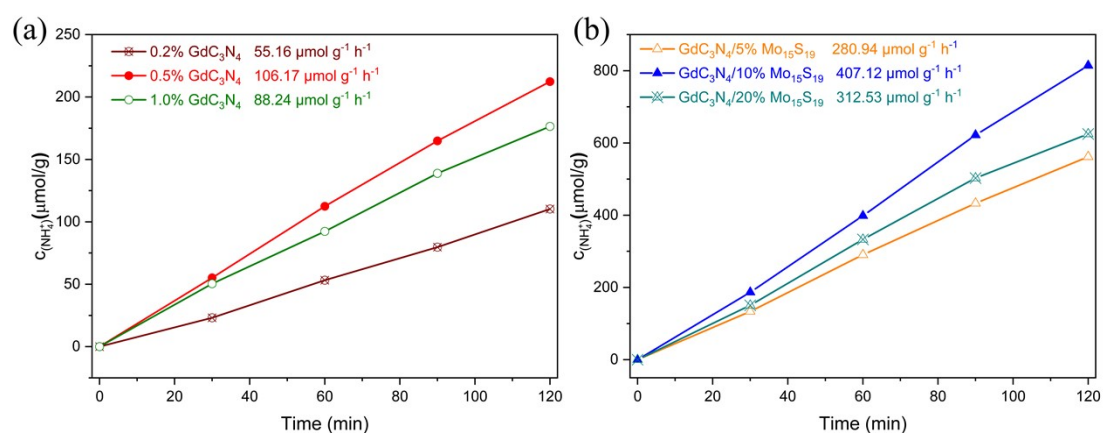 (a)
250
200
150
100
50
0
0 20 40 60 80 100 120
c(NH₄⁺)(μmol/g)
Time (min)
0.2% GdC₃N₄ 55.16 μmol g⁻¹ h⁻¹
0.5% GdC₃N₄ 106.17 μmol g⁻¹ h⁻¹
1.0% GdC₃N₄ 88.24 μmol g⁻¹ h⁻¹
(b)
800
600
400
200
0
0 20 40 60 80 100 120
c(NH₄⁺)(μmol/g)
Time (min)
GdC₃N₄/5% Mo₁₅S₁₉ 280.94 μmol g⁻¹ h⁻¹
GdC₃N₄/10% Mo₁₅S₁₉ 407.12 μmol g⁻¹ h⁻¹
GdC₃N₄/20% Mo₁₅S₁₉ 312.53 μmol g⁻¹ h⁻¹